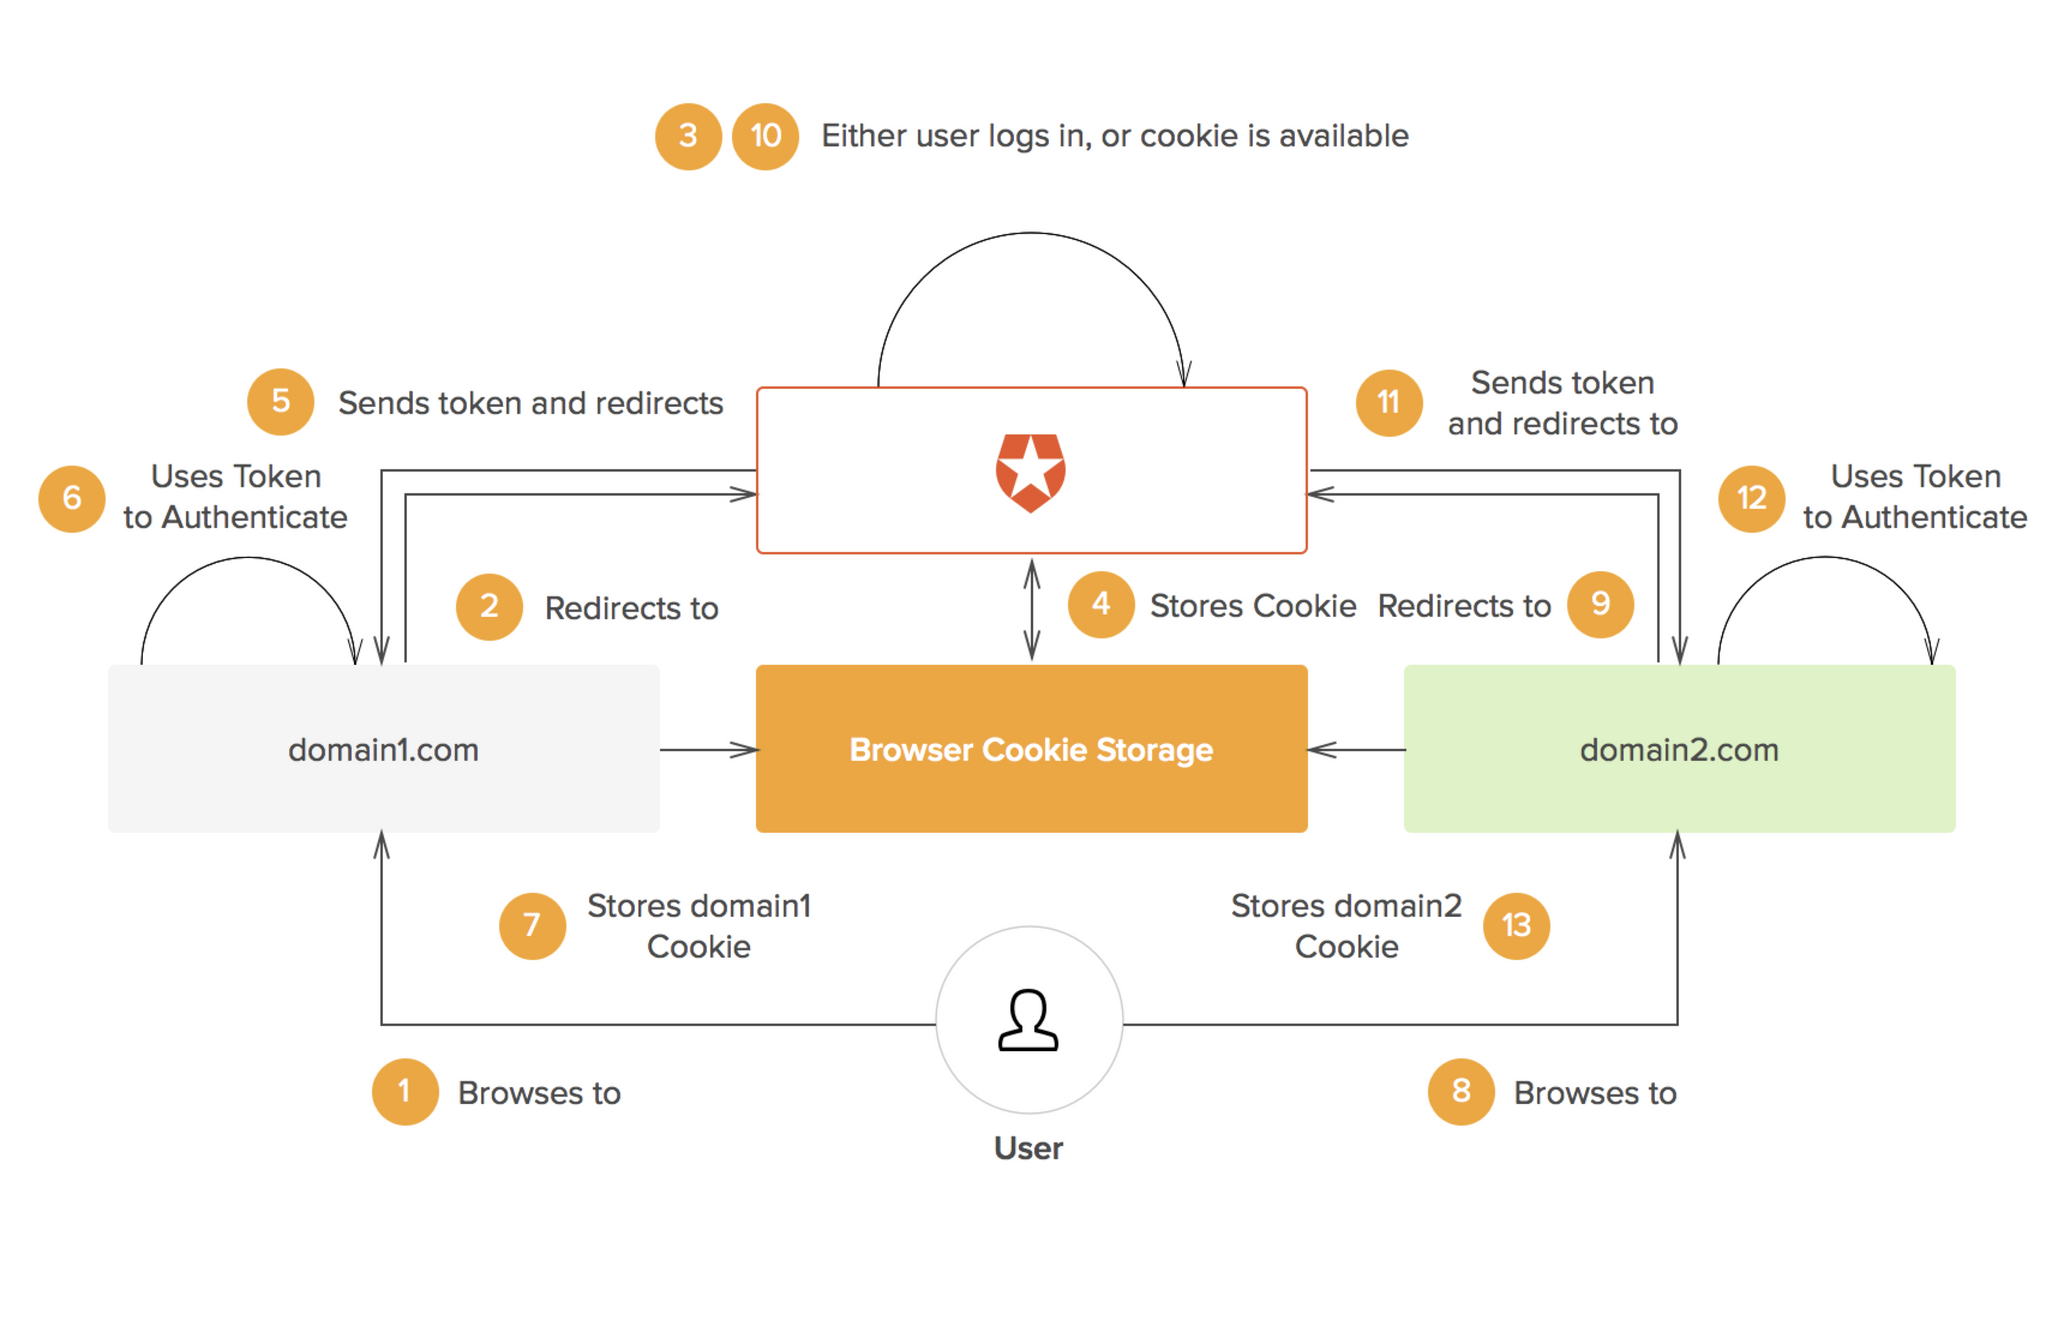 3 10 Either user logs in, or cookie is available
5 Sends token and redirects
11 Sends token
and redirects to
6 Uses Token
to Authenticate
12 Uses Token
to Authenticate
2 Redirects to
4 Stores Cookie
Redirects to 9
domain1.com
Browser Cookie Storage
domain2.com
7 Stores domain1
Cookie
Stores domain2
Cookie 13
1 Browses to
8 Browses to
User